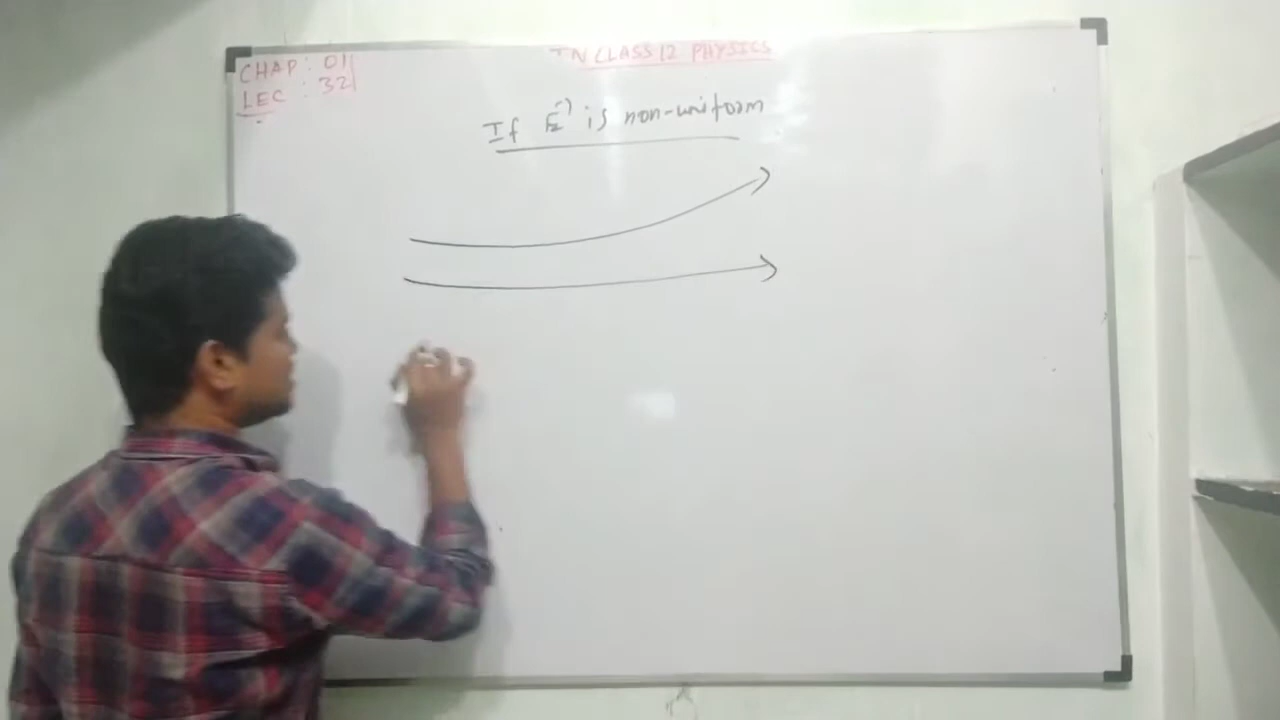 TN CLASS 12 PHYSICS
CHAP : 01
LEC : 32
If E⃗ is non-uniform